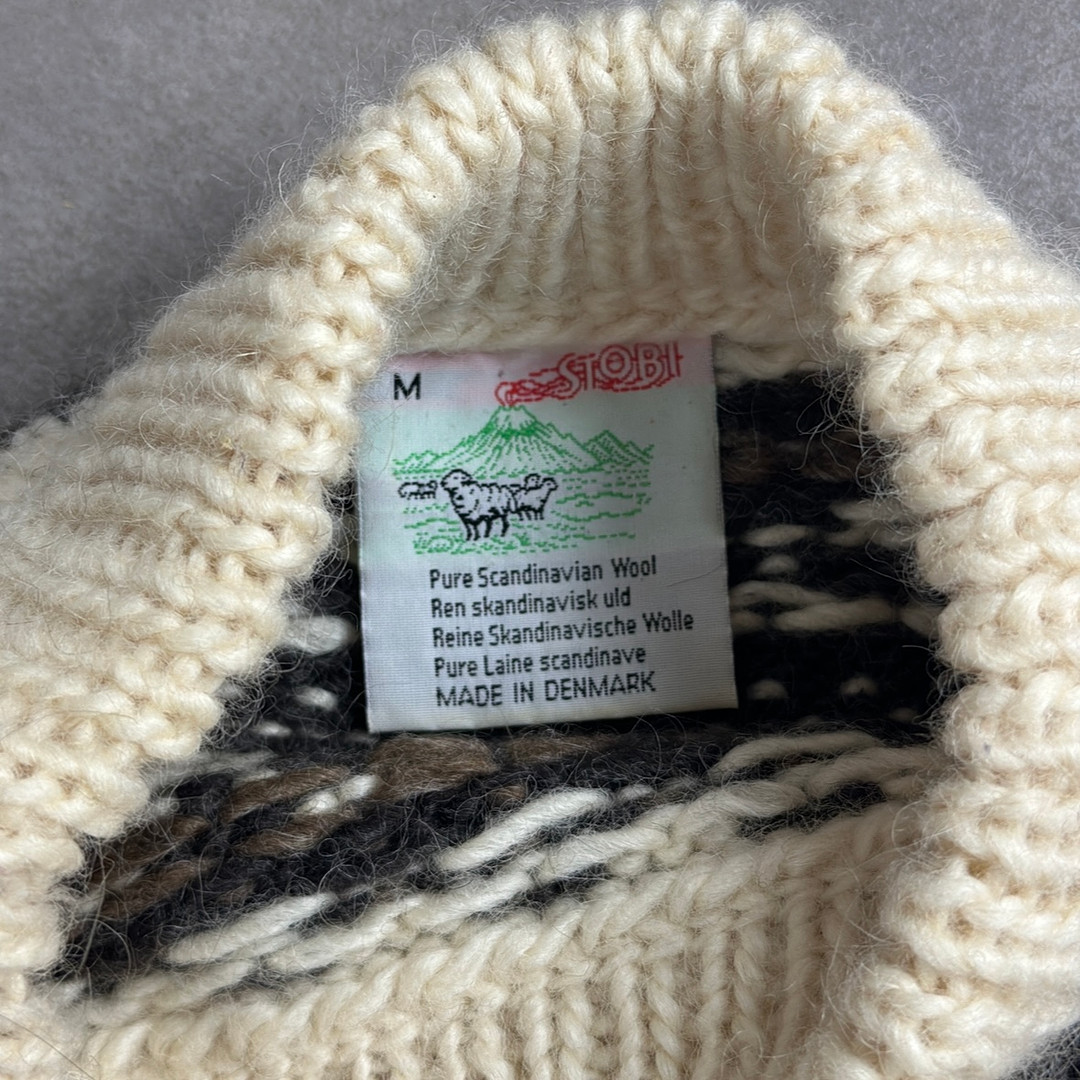 M
STOBI
Pure Scandinavian Wool
Ren skandinavisk uld
Reine Skandinavische Wolle
Pure Laine scandinave
MADE IN DENMARK